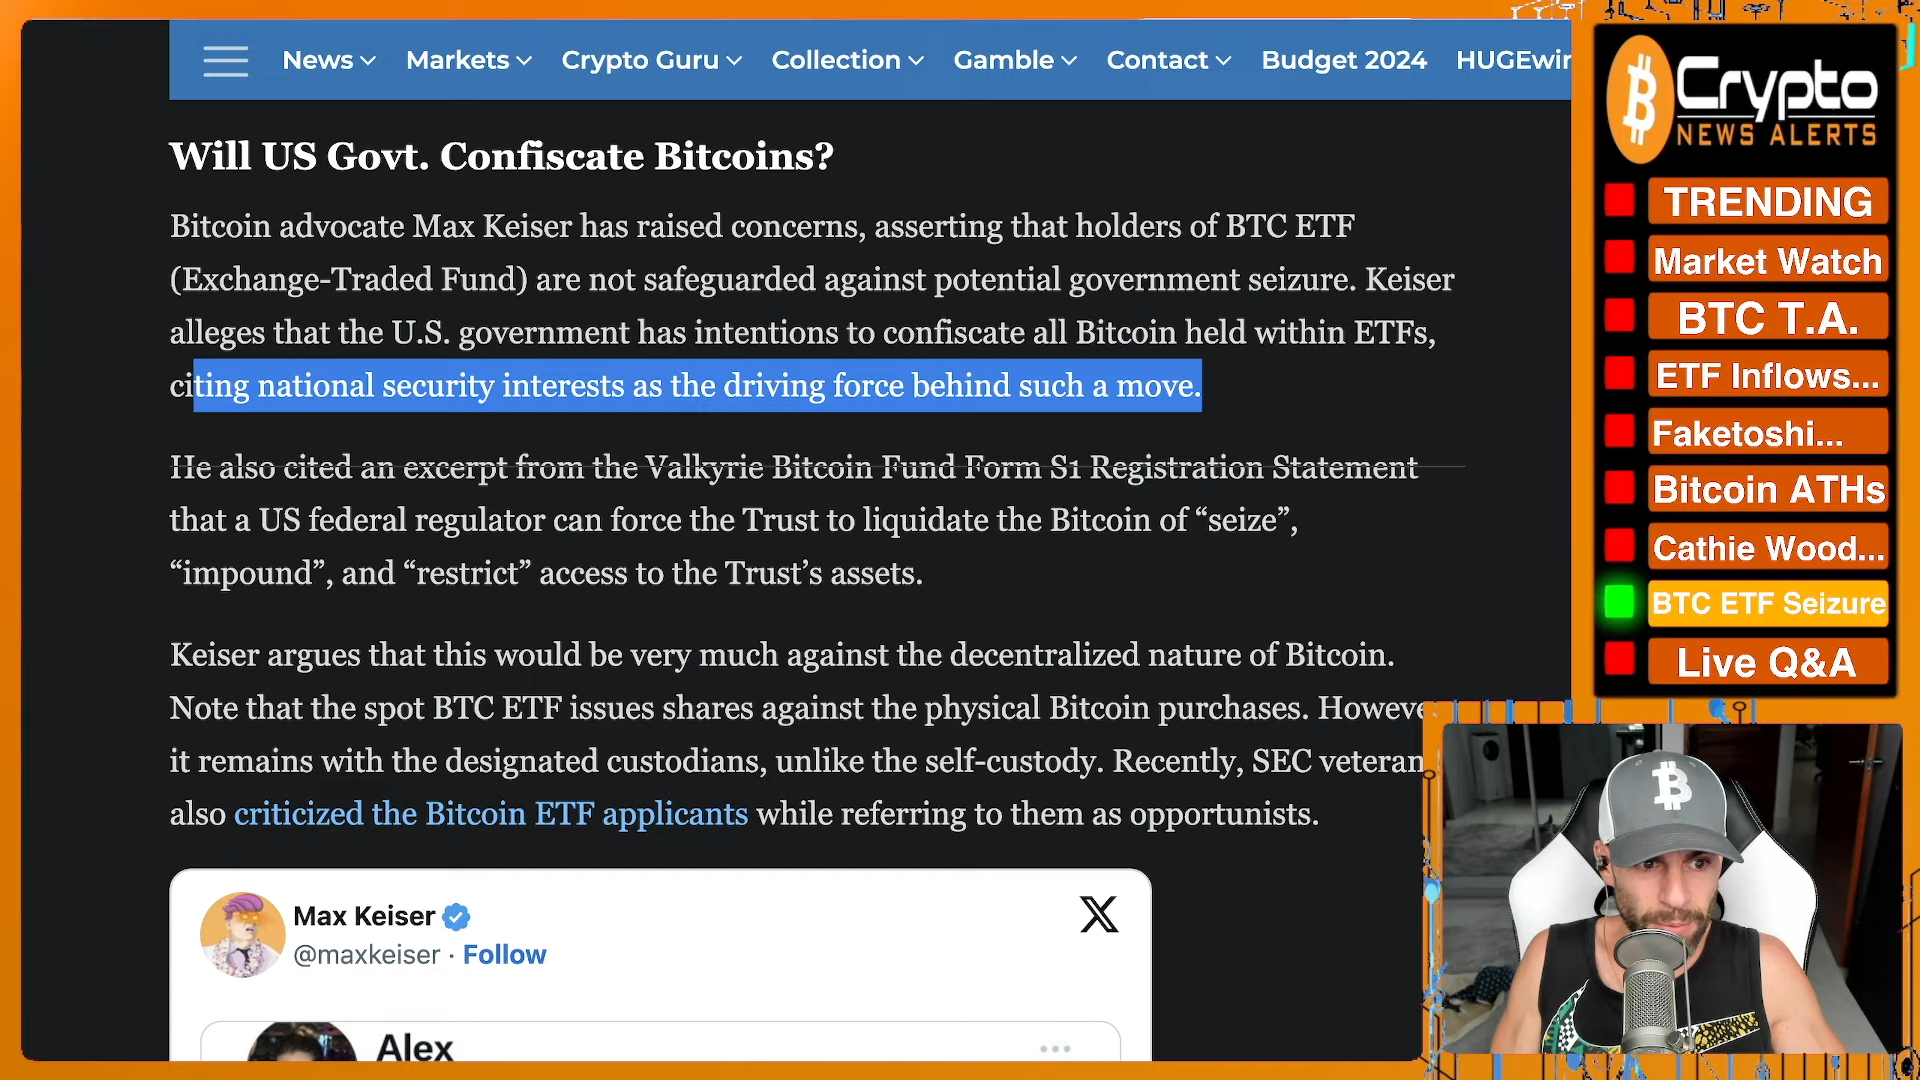 News Markets Crypto Guru Collection Gamble Contact Budget 2024 HUGEwin
Will US Govt. Confiscate Bitcoins?
Bitcoin advocate Max Keiser has raised concerns, asserting that holders of BTC ETF
(Exchange-Traded Fund) are not safeguarded against potential government seizure. Keiser
alleges that the U.S. government has intentions to confiscate all Bitcoin held within ETFs,
citing national security interests as the driving force behind such a move.
He also cited an excerpt from the Valkyrie Bitcoin Fund Form S1 Registration Statement
that a US federal regulator can force the Trust to liquidate the Bitcoin of “seize”,
“impound”, and “restrict” access to the Trust’s assets.
Keiser argues that this would be very much against the decentralized nature of Bitcoin.
Note that the spot BTC ETF issues shares against the physical Bitcoin purchases. Howeve
it remains with the designated custodians, unlike the self-custody. Recently, SEC veteran
also criticized the Bitcoin ETF applicants while referring to them as opportunists.
Max Keiser
@maxkeiser · Follow
Alex
Crypto
NEWS ALERTS
TRENDING
Market Watch
BTC T.A.
ETF Inflows...
Faketoshi...
Bitcoin ATHs
Cathie Wood...
BTC ETF Seizure
Live Q&A